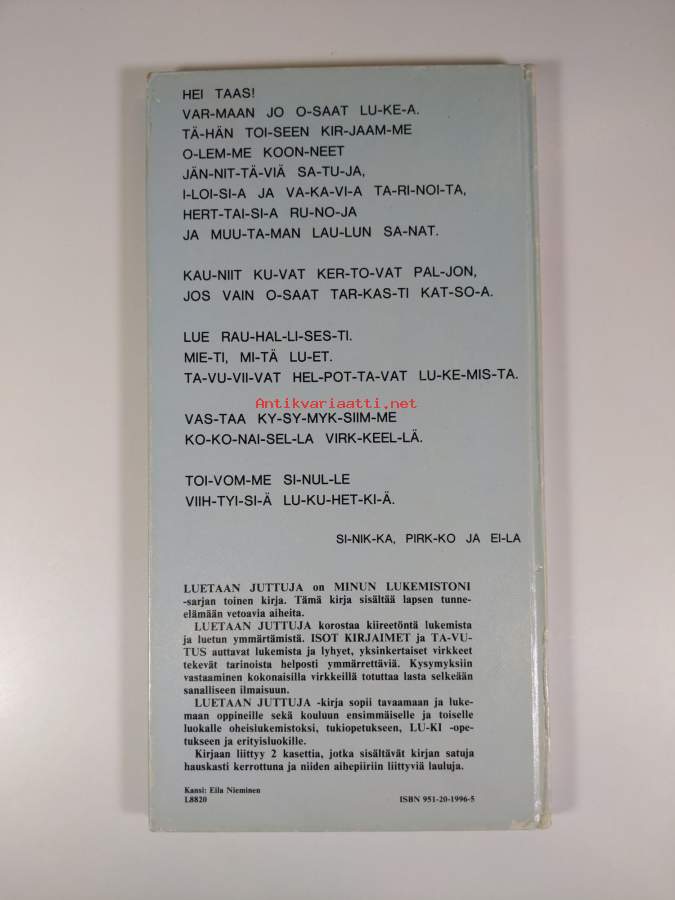 HEI TAAS!
VAR-MAAN JO O-SAAT LU-KE-A.
TÄ-HÄN TOI-SEEN KIR-JAAM-ME
O-LEM-ME KOON-NEET
JÄN-NIT-TÄ-VIÄ SA-TU-JA,
I-LOI-SI-A JA VA-KA-VI-A TA-RI-NOI-TA,
HERT-TAI-SI-A RU-NO-JA
JA MUU-TA-MAN LAU-LUN SA-NAT.
KAU-NIIT KU-VAT KER-TO-VAT PAL-JON,
JOS VAIN O-SAAT TAR-KAS-TI KAT-SO-A.
LUE RAU-HAL-LI-SES-TI.
MIE-TI, MI-TÄ LU-ET.
TA-VU-VII-VAT HEL-POT-TA-VAT LU-KE-MIS-TA.
Antikvariaatti.net
VAS-TAA KY-SY-MYK-SIIM-ME
KO-KO-NAI-SEL-LA VIRK-KEEL-LÄ.
TOI-VOM-ME SI-NUL-LE
VIIH-TYI-SI-Ä LU-KU-HET-KI-Ä.
SI-NIK-KA, PIRK-KO JA EI-LA
LUETAAN JUTTUJA on MINUN LUKEMISTONI
-sarjan toinen kirja. Tämä kirja sisältää lapsen tunne-
elämään vetoavia aiheita.
LUETAAN JUTTUJA korostaa kiireetöntä lukemista
ja luetun ymmärtämistä. ISOT KIRJAIMET ja TA-VU-
TUS auttavat lukemista ja lyhyet, yksinkertaiset virkkeet
tekevät tarinoista helposti ymmärrettäviä. Kysymyksiin
vastaaminen kokonaisilla virkkeillä totuttaa lasta selkeään
sanalliseen ilmaisuun.
LUETAAN JUTTUJA -kirja sopii tavaamaan ja luke-
maan oppineille sekä kouluun ensimmäiselle ja toiselle
luokalle oheislukemistoksi, tukiopetukseen, LU-KI -ope-
tukseen ja erityisluokille.
Kirjaan liittyy 2 kasettia, jotka sisältävät kirjan satuja
hauskasti kerrottuna ja niiden aihepiiriin liittyviä lauluja.
Kansi: Eila Nieminen
L8820
ISBN 951-20-1996-5